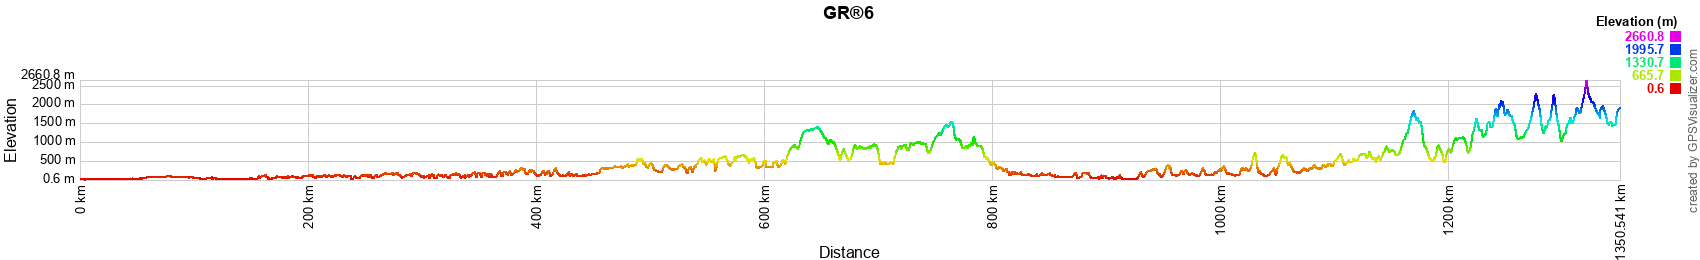 GR®6
Elevation (m)
2660.8
1995.7
1330.7
665.7
0.6
Elevation
2660.8 m
2500 m
2000 m
1500 m
1000 m
500 m
0.6 m
0 km
200 km
400 km
600 km
800 km
1000 km
1200 km
1350.541 km
Distance
created by GPSVisualizer.com